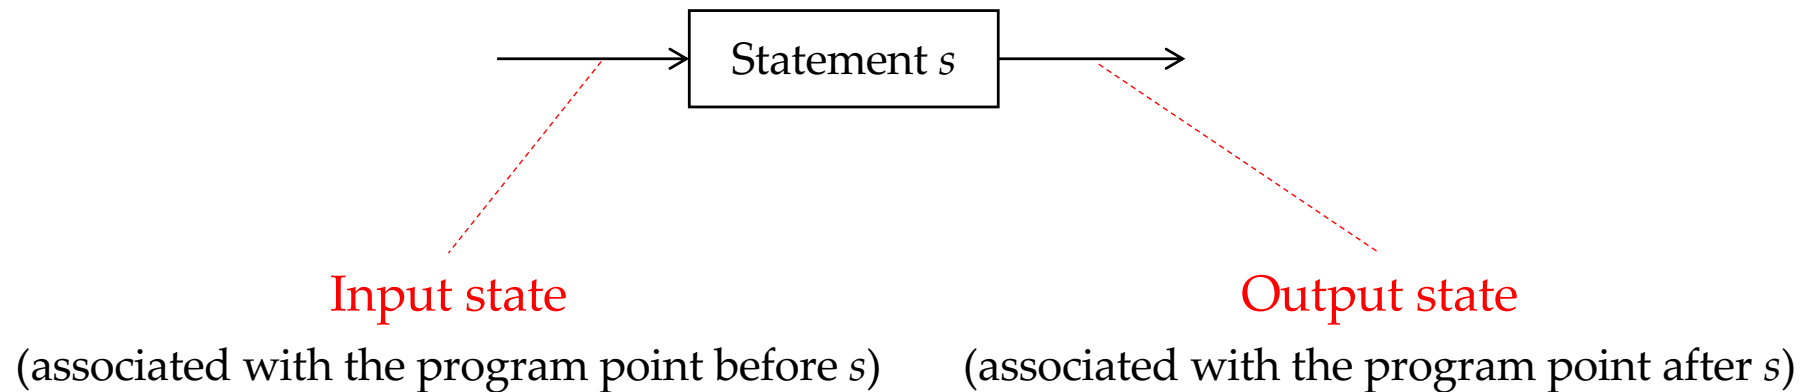 Statement s
Input state
Output state
(associated with the program point before s)
(associated with the program point after s)